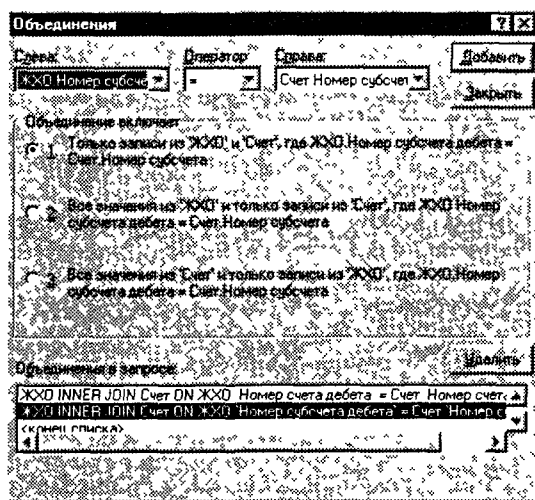 Объединения
Слева: Оператор: Справа: Добавить
ЖХО.Номер субсче = Счет.Номер субсчет Закрыть
Объединение включает
1 Только записи из 'ЖХО' и 'Счет', где ЖХО.Номер субсчета дебета =
Счет.Номер субсчета
2 Все значения из 'ЖХО' и только записи из 'Счет', где ЖХО.Номер
субсчета дебета = Счет.Номер субсчета
3 Все значения из 'Счет' и только записи из 'ЖХО', где ЖХО.Номер
субсчета дебета = Счет.Номер субсчета
Объединения в запросе: Удалить
ЖХО INNER JOIN Счет ON ЖХО.`Номер счета дебета` = Счет.`Номер счет
ЖХО INNER JOIN Счет ON ЖХО.`Номер субсчета дебета` = Счет.`Номер с
<конец списка>